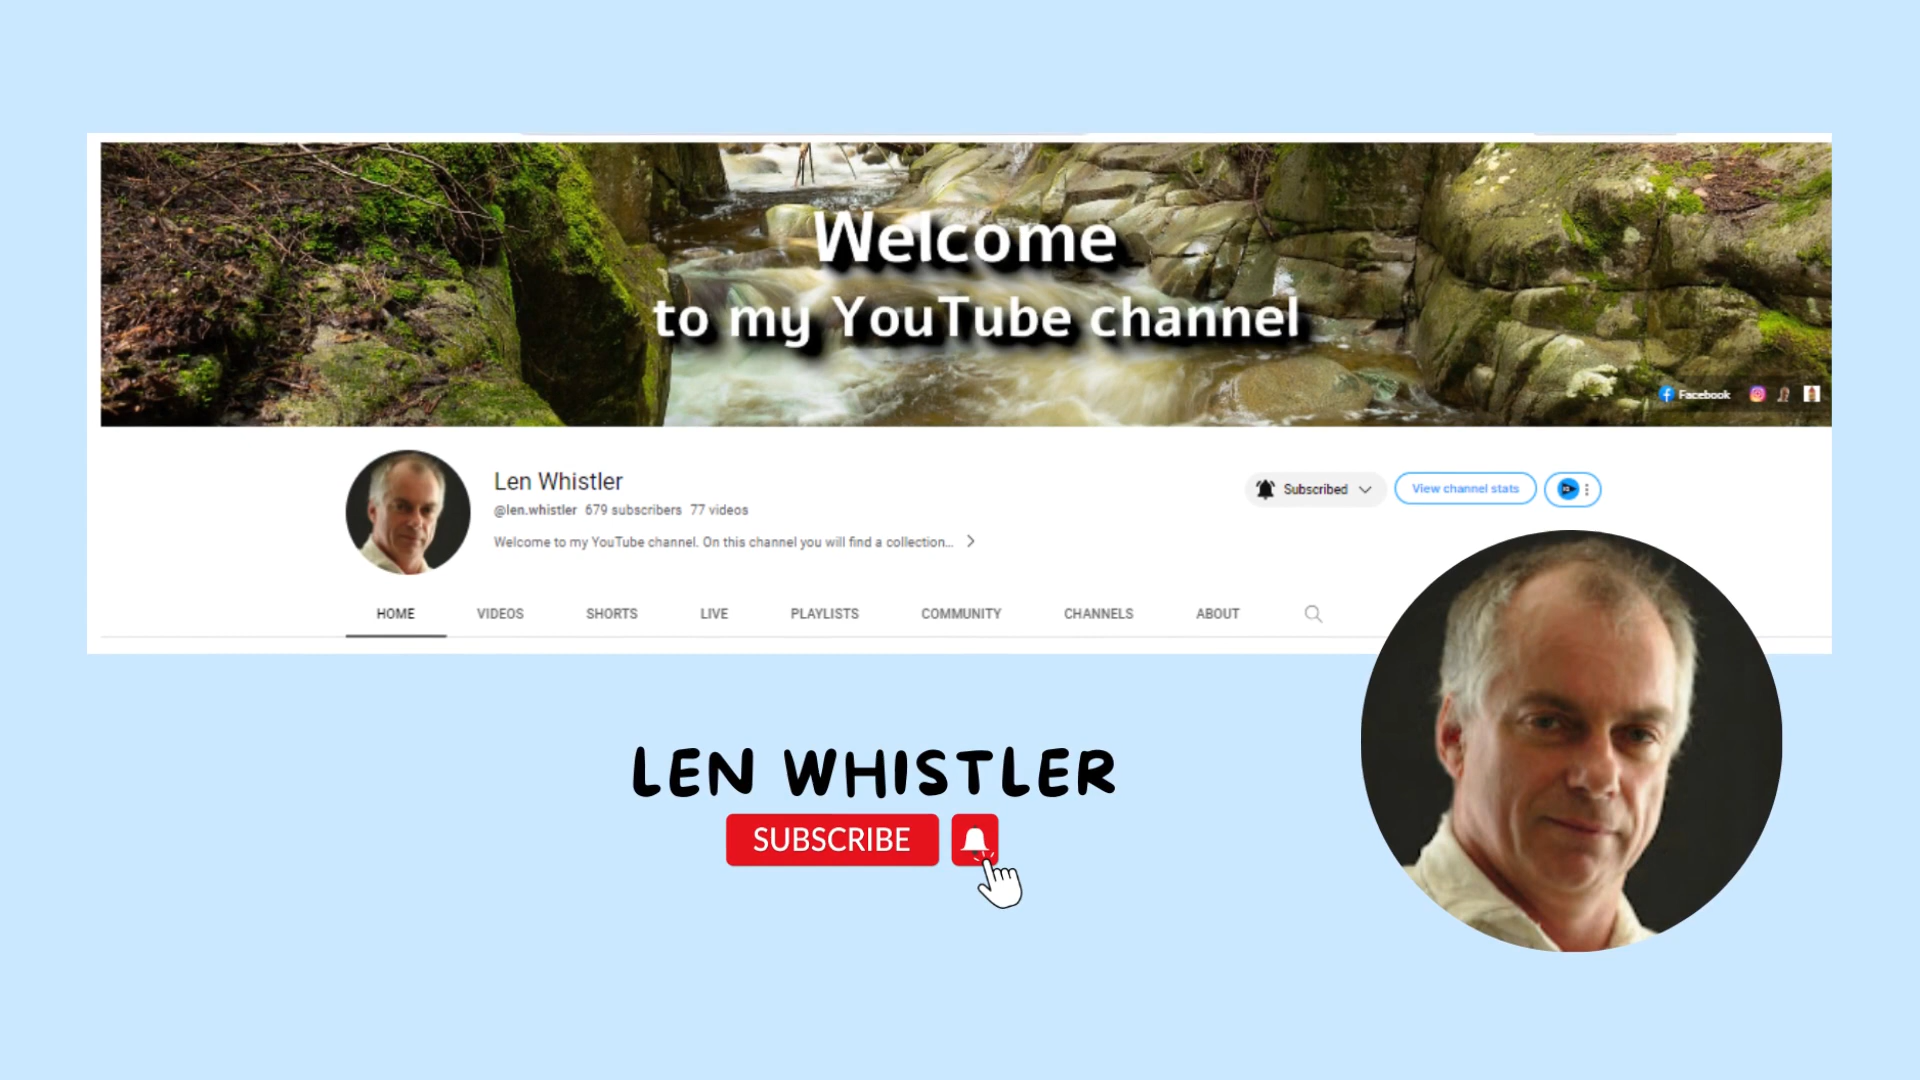 Welcome
to my YouTube channel
Facebook
Len Whistler
@len.whistler 679 subscribers 77 videos
Welcome to my YouTube channel. On this channel you will find a collection...
Subscribed
View channel stats
HOME VIDEOS SHORTS LIVE PLAYLISTS COMMUNITY CHANNELS ABOUT
LEN WHISTLER
SUBSCRIBE